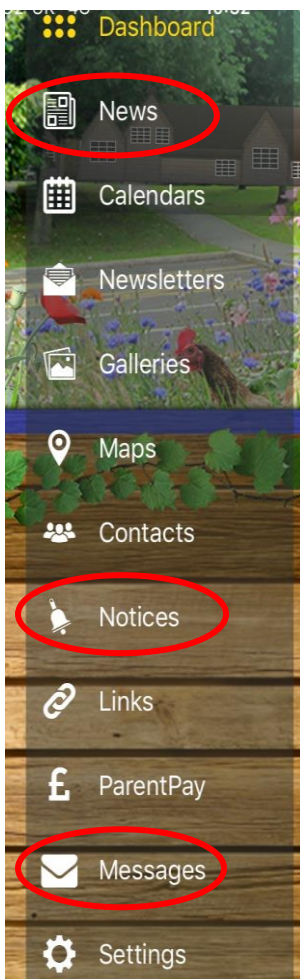 Dashboard
News
Calendars
Newsletters
Galleries
Maps
Contacts
Notices
Links
£ ParentPay
Messages
Settings